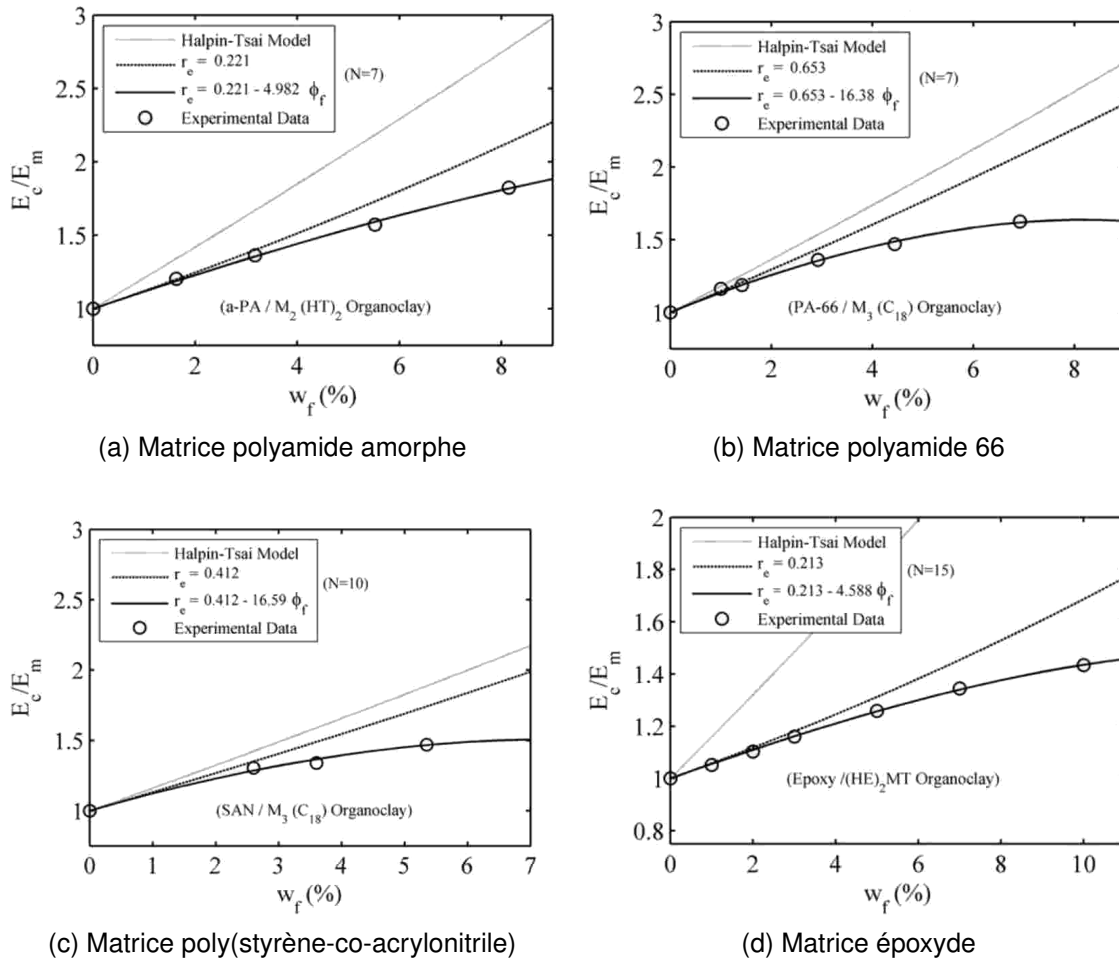 3
2.5
2
1.5
1
E_c/E_m
Halpin-Tsai Model
r_e = 0.221
r_e = 0.221 - 4.982 ϕ_f
Experimental Data
(N=7)
(a-PA / M_2 (HT)_2 Organoclay)
0 2 4 6 8
w_f (%)
(a) Matrice polyamide amorphe
3
2.5
2
1.5
1
E_c/E_m
Halpin-Tsai Model
r_e = 0.653
r_e = 0.653 - 16.38 ϕ_f
Experimental Data
(N=7)
(PA-66 / M_3 (C_18) Organoclay)
0 2 4 6 8
w_f (%)
(b) Matrice polyamide 66
3
2.5
2
1.5
1
E_c/E_m
Halpin-Tsai Model
r_e = 0.412
r_e = 0.412 - 16.59 ϕ_f
Experimental Data
(N=10)
(SAN / M_3 (C_18) Organoclay)
0 1 2 3 4 5 6 7
w_f (%)
(c) Matrice poly(styrène-co-acrylonitrile)
2
1.8
1.6
1.4
1.2
1
0.8
E_c/E_m
Halpin-Tsai Model
r_e = 0.213
r_e = 0.213 - 4.588 ϕ_f
Experimental Data
(N=15)
(Epoxy /(HE)_2MT Organoclay)
0 2 4 6 8 10
w_f (%)
(d) Matrice époxyde